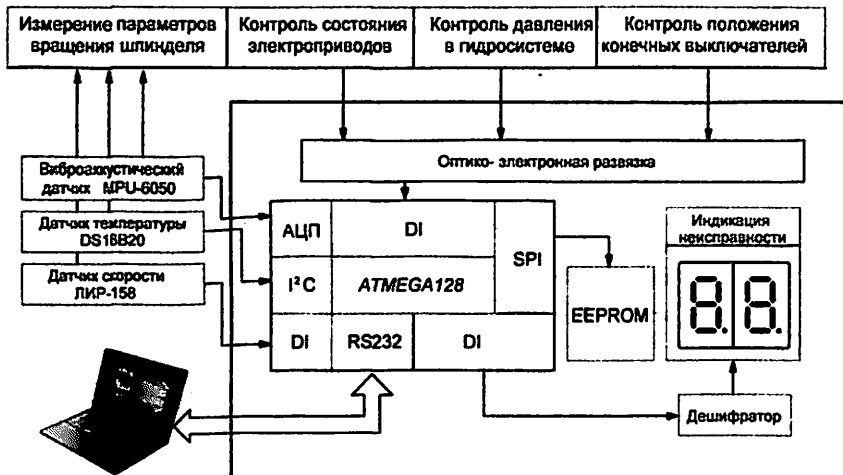 Измерение параметров
вращения шпинделя
Контроль состояния
электроприводов
Контроль давления
в гидросистеме
Контроль положения
конечных выключателей
Оптико- электронная развязка
Виброаккустический
датчик MPU-6050
Датчик температуры
DS18B20
Датчик скорости
ЛИР-158
АЦП
DI
SPI
I²C
ATMEGA128
DI
RS232
DI
EEPROM
Индикация
неисправности
8.8.
Дешифратор